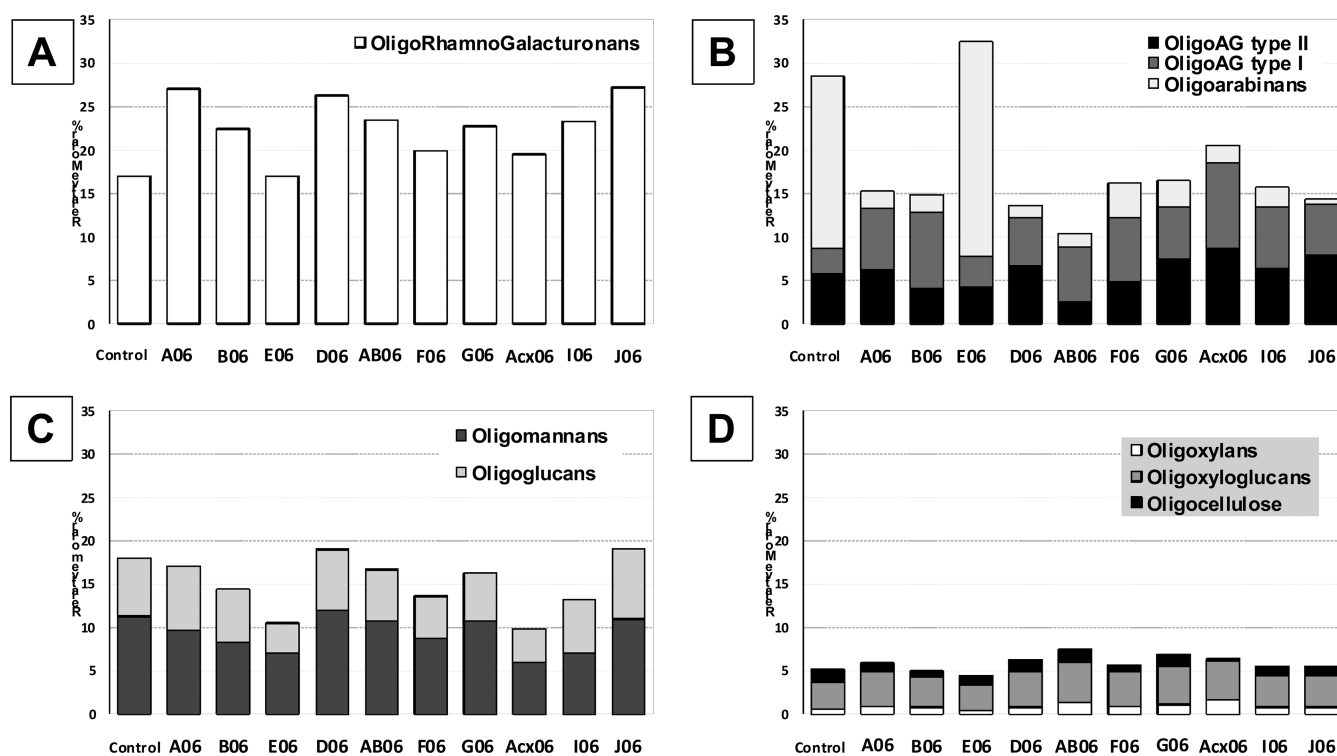 A
35
30
25
20
15
10
5
0
OligoRhamnoGalacturonans
Control A06 B06 E06 D06 AB06 F06 G06 Acx06 I06 J06
B
35
30
25
20
15
10
5
0
OligoAG type II
OligoAG type I
Oligoarabinans
Control A06 B06 E06 D06 AB06 F06 G06 Acx06 I06 J06
C
35
30
25
20
15
10
5
0
Oligomannans
Oligoglucans
Control A06 B06 E06 D06 AB06 F06 G06 Acx06 I06 J06
D
35
30
25
20
15
10
5
0
Oligoxylans
Oligoxyloglucans
Oligocellulose
Control A06 B06 E06 D06 AB06 F06 G06 Acx06 I06 J06